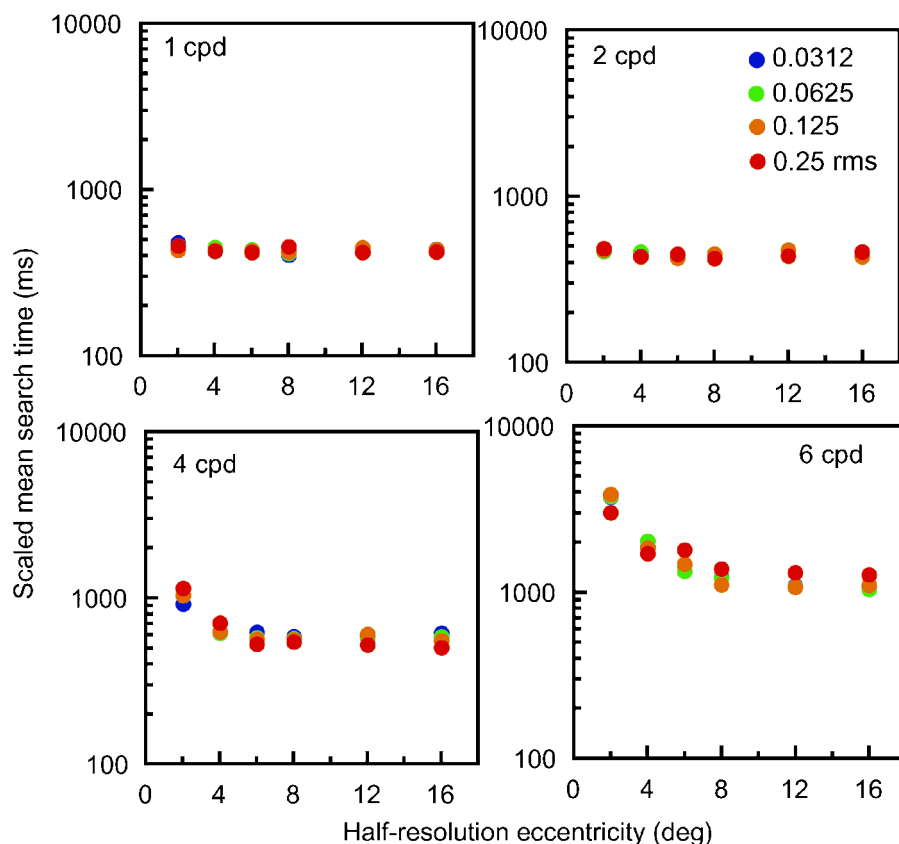 10000
1000
100
1 cpd
0 4 8 12 16
10000
1000
100
2 cpd
0.0312
0.0625
0.125
0.25 rms
0 4 8 12 16
Scaled mean search time (ms)
10000
1000
100
4 cpd
0 4 8 12 16
10000
1000
100
6 cpd
0 4 8 12 16
Half-resolution eccentricity (deg)